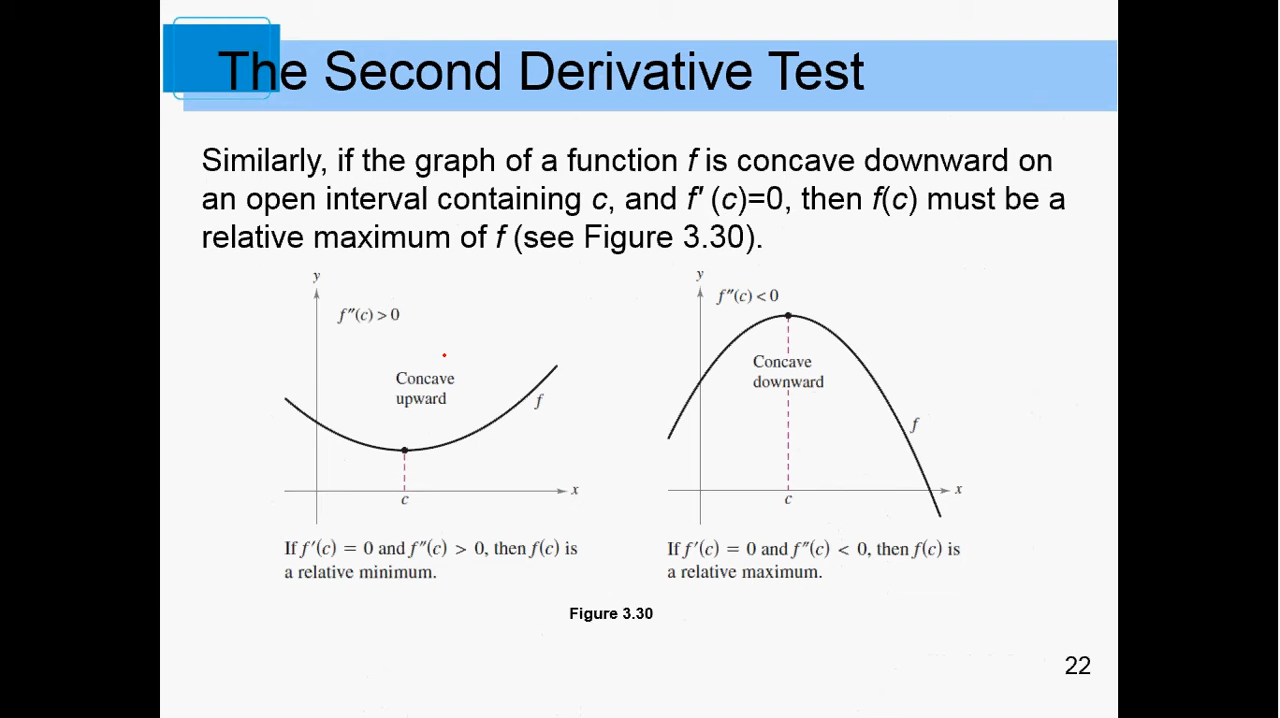 The Second Derivative Test
Similarly, if the graph of a function f is concave downward on
an open interval containing c, and f′ (c)=0, then f(c) must be a
relative maximum of f (see Figure 3.30).
y
f″(c) > 0
Concave
upward
f
x
c
If f′(c) = 0 and f″(c) > 0, then f(c) is
a relative minimum.
y
f″(c) < 0
Concave
downward
f
x
c
If f′(c) = 0 and f″(c) < 0, then f(c) is
a relative maximum.
Figure 3.30
22